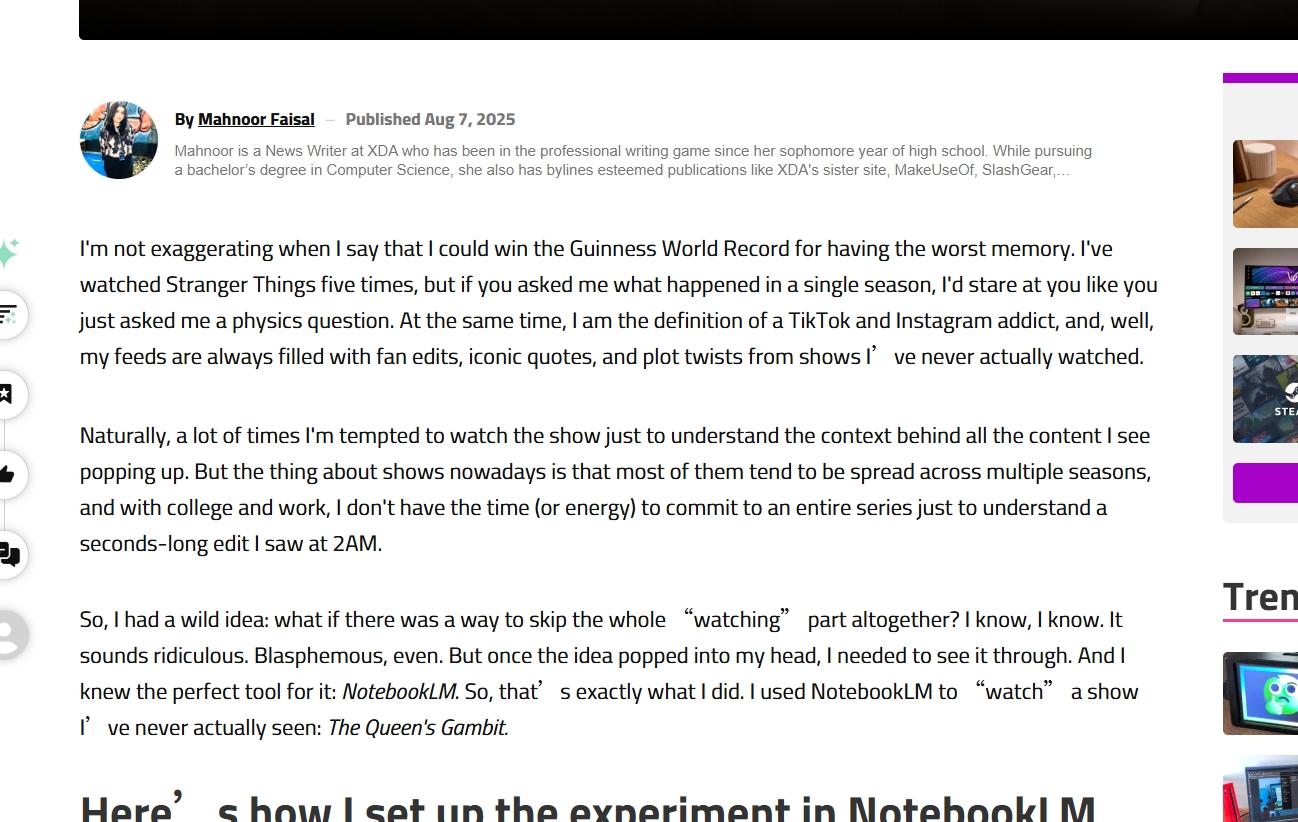 By Mahnoor Faisal – Published Aug 7, 2025
Mahnoor is a News Writer at XDA who has been in the professional writing game since her sophomore year of high school. While pursuing
a bachelor's degree in Computer Science, she also has bylines esteemed publications like XDA's sister site, MakeUseOf, SlashGear,...
I'm not exaggerating when I say that I could win the Guinness World Record for having the worst memory. I've
watched Stranger Things five times, but if you asked me what happened in a single season, I'd stare at you like you
just asked me a physics question. At the same time, I am the definition of a TikTok and Instagram addict, and, well,
my feeds are always filled with fan edits, iconic quotes, and plot twists from shows I’ve never actually watched.
Naturally, a lot of times I'm tempted to watch the show just to understand the context behind all the content I see
popping up. But the thing about shows nowadays is that most of them tend to be spread across multiple seasons,
and with college and work, I don't have the time (or energy) to commit to an entire series just to understand a
seconds-long edit I saw at 2AM.
So, I had a wild idea: what if there was a way to skip the whole “watching” part altogether? I know, I know. It
sounds ridiculous. Blasphemous, even. But once the idea popped into my head, I needed to see it through. And I
knew the perfect tool for it: NotebookLM. So, that’s exactly what I did. I used NotebookLM to “watch” a show
I’ve never actually seen: The Queen's Gambit.
Here’s how I set up the experiment in NotebookLM
Tren
STEA